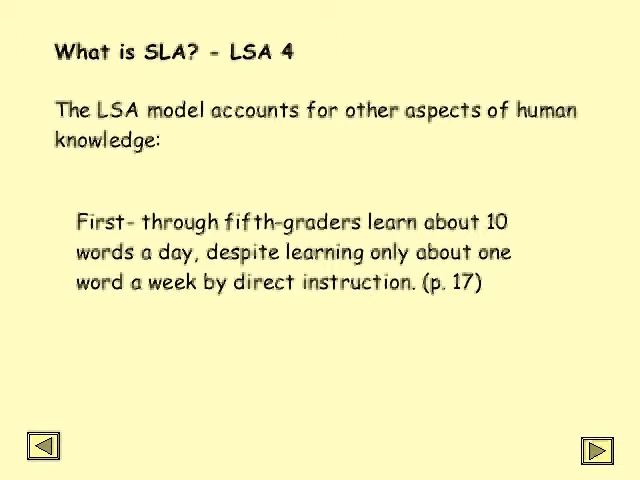 What is SLA? - LSA 4
The LSA model accounts for other aspects of human
knowledge:
First- through fifth-graders learn about 10
words a day, despite learning only about one
word a week by direct instruction. (p. 17)